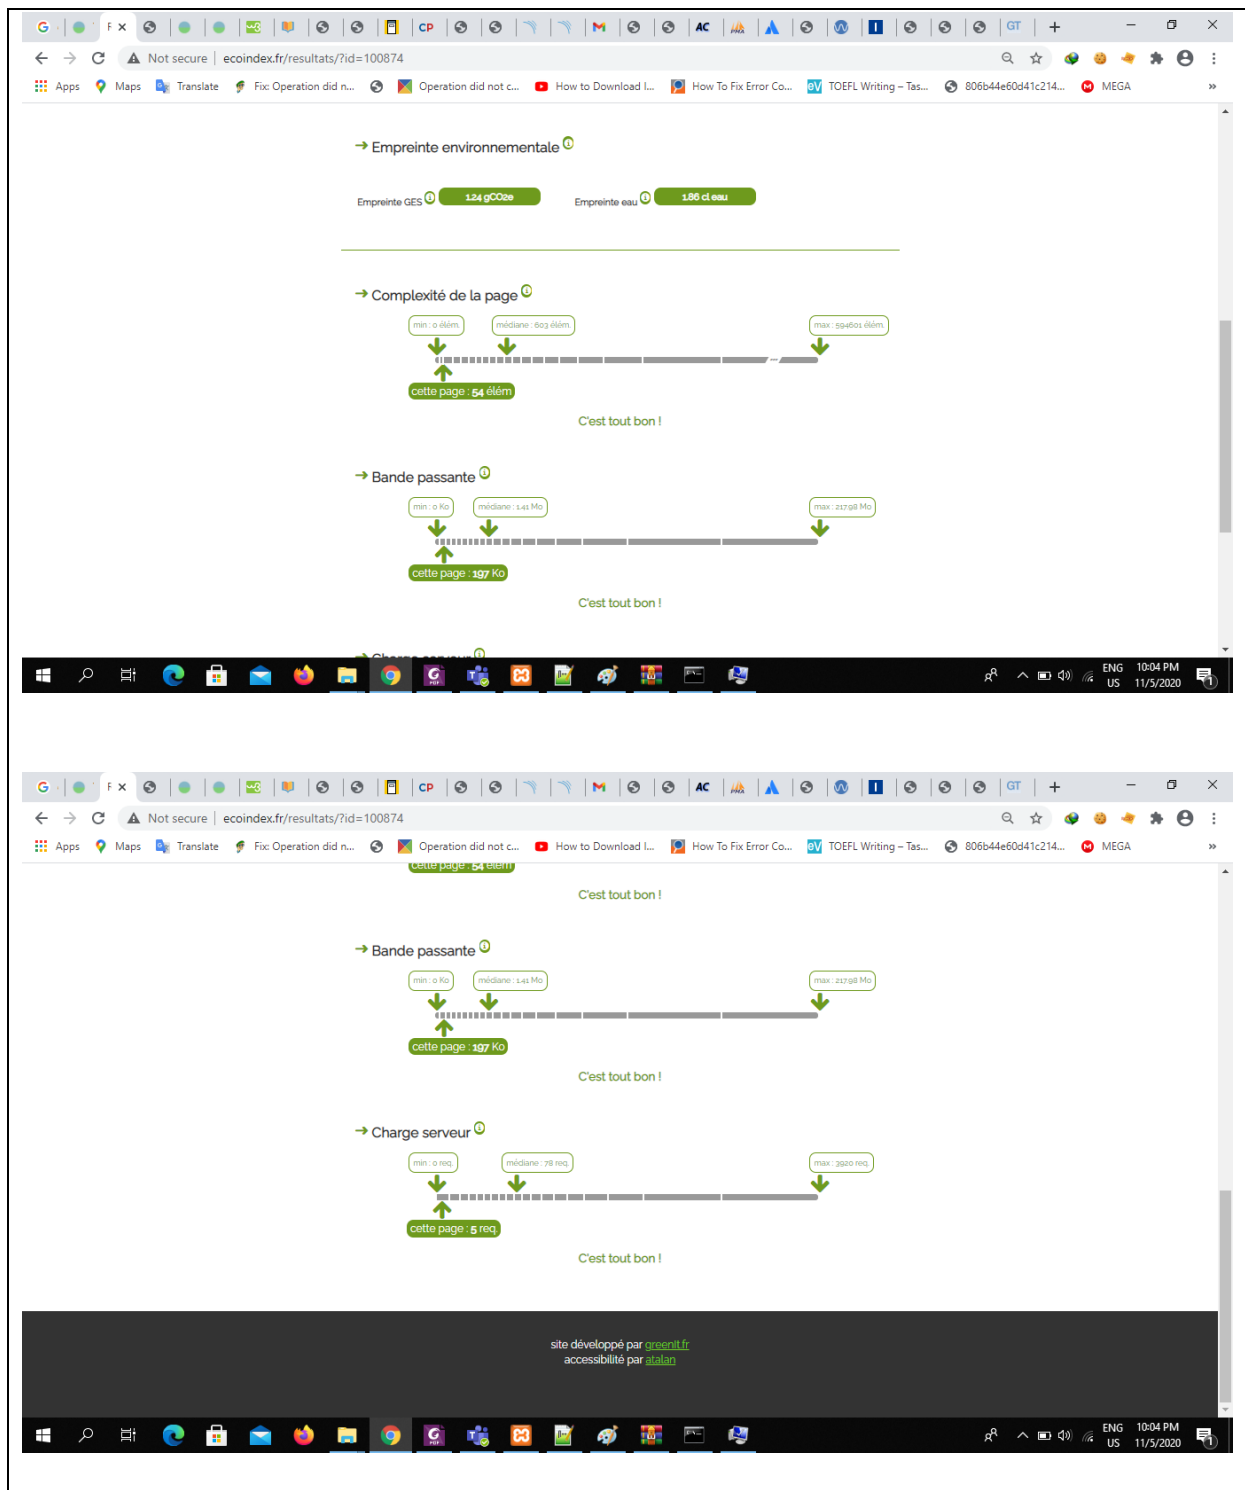 Not secure | ecoindex.fr/resultats/?id=100874
Apps Maps Translate Fix: Operation did n... Operation did not c... How to Download I... How To Fix Error Co... TOEFL Writing – Tas... 806b44e60d41c214... MEGA »
→ Empreinte environnementale
Empreinte GES 1.24 gCO2e Empreinte eau 1.86 cl eau
→ Complexité de la page
min : 0 élém. médiane : 603 élém. max : 594601 élém.
cette page : 54 élém
C'est tout bon !
→ Bande passante
min : 0 Ko médiane : 1.41 Mo max : 217.98 Mo
cette page : 197 Ko
C'est tout bon !
Charge serveur
ENG 10:04 PM
US 11/5/2020
Not secure | ecoindex.fr/resultats/?id=100874
Apps Maps Translate Fix: Operation did n... Operation did not c... How to Download I... How To Fix Error Co... TOEFL Writing – Tas... 806b44e60d41c214... MEGA »
cette page : 54 élém
C'est tout bon !
→ Bande passante
min : 0 Ko médiane : 1.41 Mo max : 217.98 Mo
cette page : 197 Ko
C'est tout bon !
→ Charge serveur
min : 0 req. médiane : 78 req. max : 3920 req.
cette page : 5 req.
C'est tout bon !
site développé par greenit.fr
accessibilité par atalan
ENG 10:04 PM
US 11/5/2020